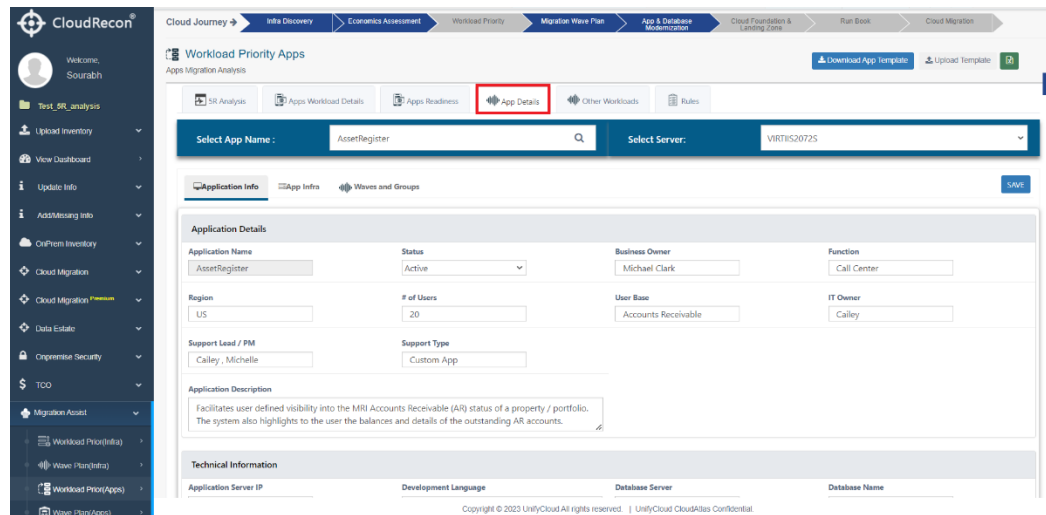 CloudRecon®
Welcome,
Sourabh
Test_5R_analysis
Upload Inventory
View Dashboard
Update Info
Add/Missing Info
OnPrem Inventory
Cloud Migration
Cloud Migration Premium
Data Estate
Onpremise Security
TCO
Migration Assist
Workload Prior(Infra)
Wave Plan(Infra)
Workload Prior(Apps)
Wave Plan(Apps)
Cloud Journey
Infra Discovery
Economics Assessment
Workload Priority
Migration Wave Plan
App & Database
Modernization
Cloud Foundation &
Landing Zone
Run Book
Cloud Migration
Workload Priority Apps
Apps Migration Analysis
Download App Template
Upload Template
5R Analysis
Apps Workload Details
Apps Readiness
App Details
Other Workloads
Rules
Select App Name :
AssetRegister
Select Server:
VIRTIIS2072S
Application Info
App Infra
Waves and Groups
SAVE
Application Details
Application Name
Status
Business Owner
Function
AssetRegister
Active
Michael Clark
Call Center
Region
# of Users
User Base
IT Owner
US
20
Accounts Receivable
Cailey
Support Lead / PM
Support Type
Cailey , Michelle
Custom App
Application Description
Facilitates user defined visibility into the MRI Accounts Receivable (AR) status of a property / portfolio.
The system also highlights to the user the balances and details of the outstanding AR accounts.
Technical Information
Application Server IP
Development Language
Database Server
Database Name
Copyright © 2023 UnifyCloud All rights reserved. | UnifyCloud CloudAtlas Confidential.